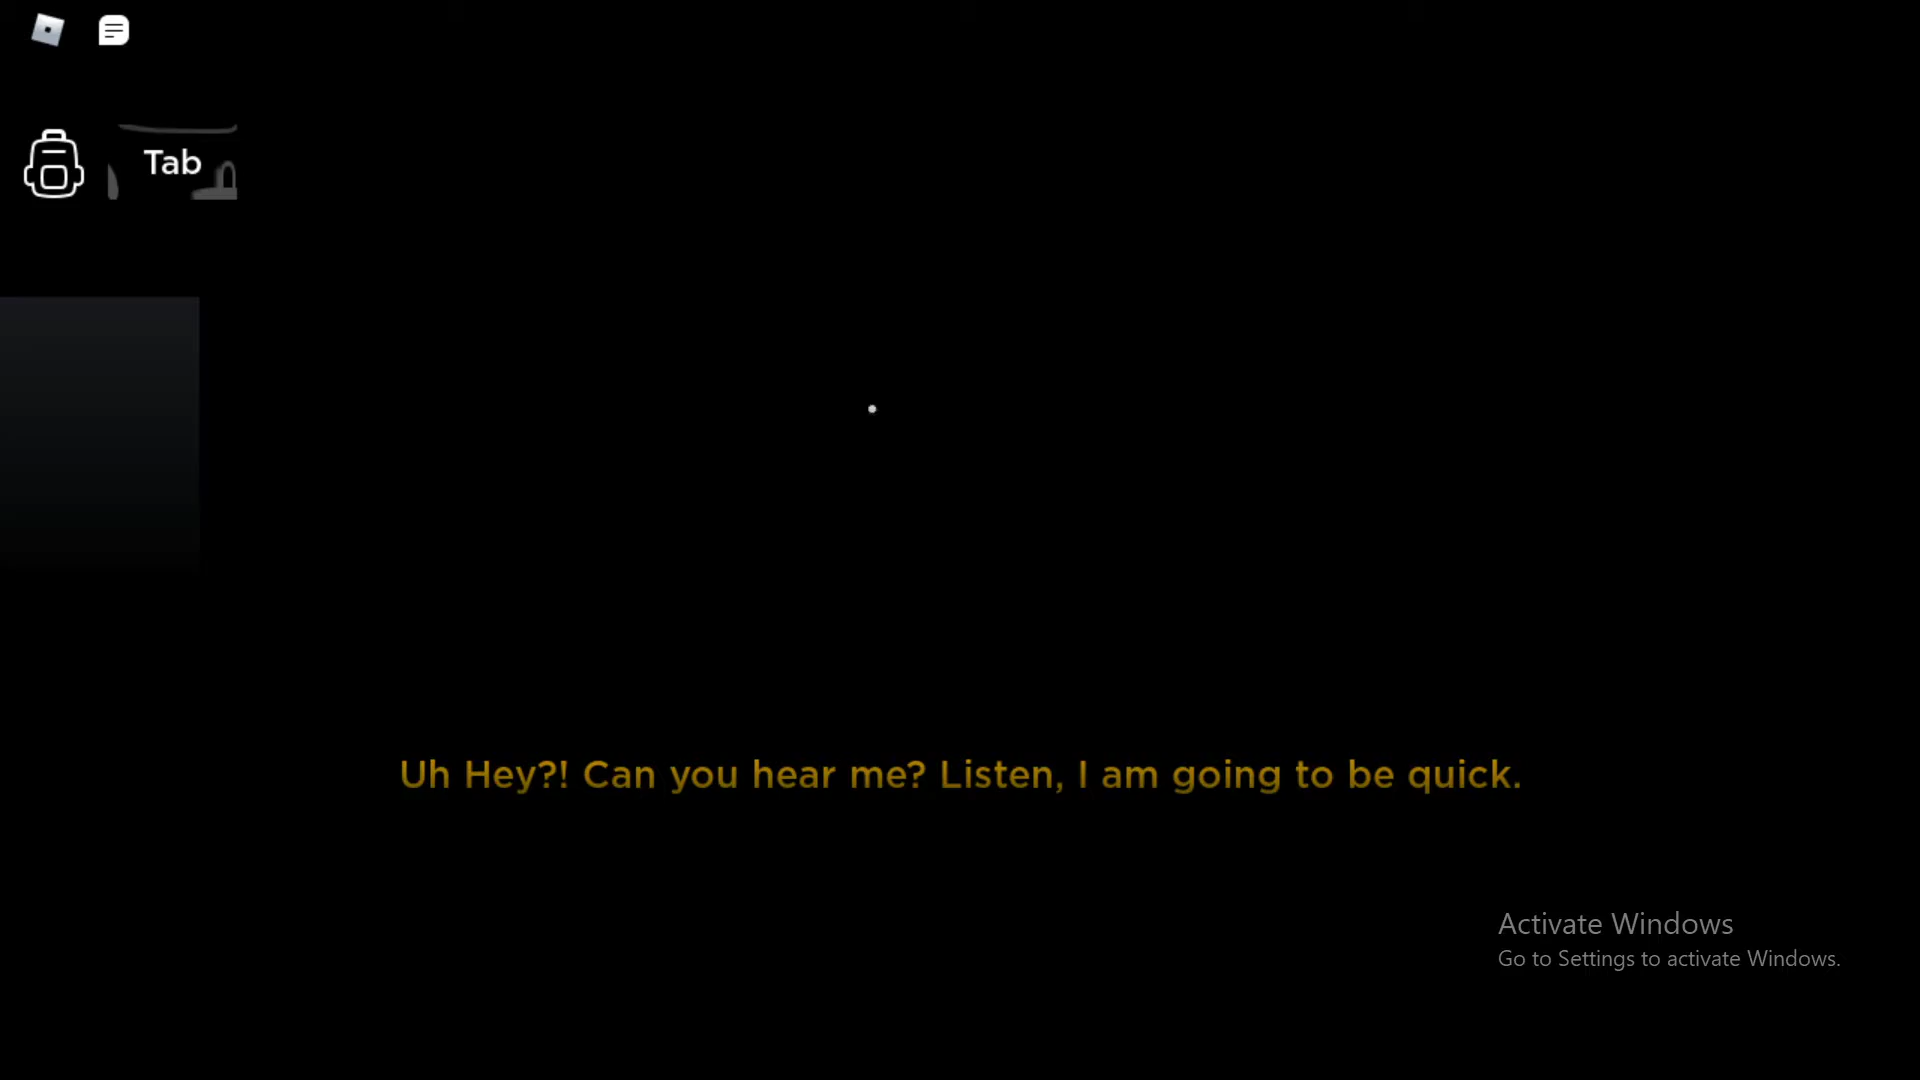 Tab
Uh Hey?! Can you hear me? Listen, I am going to be quick.
Activate Windows
Go to Settings to activate Windows.